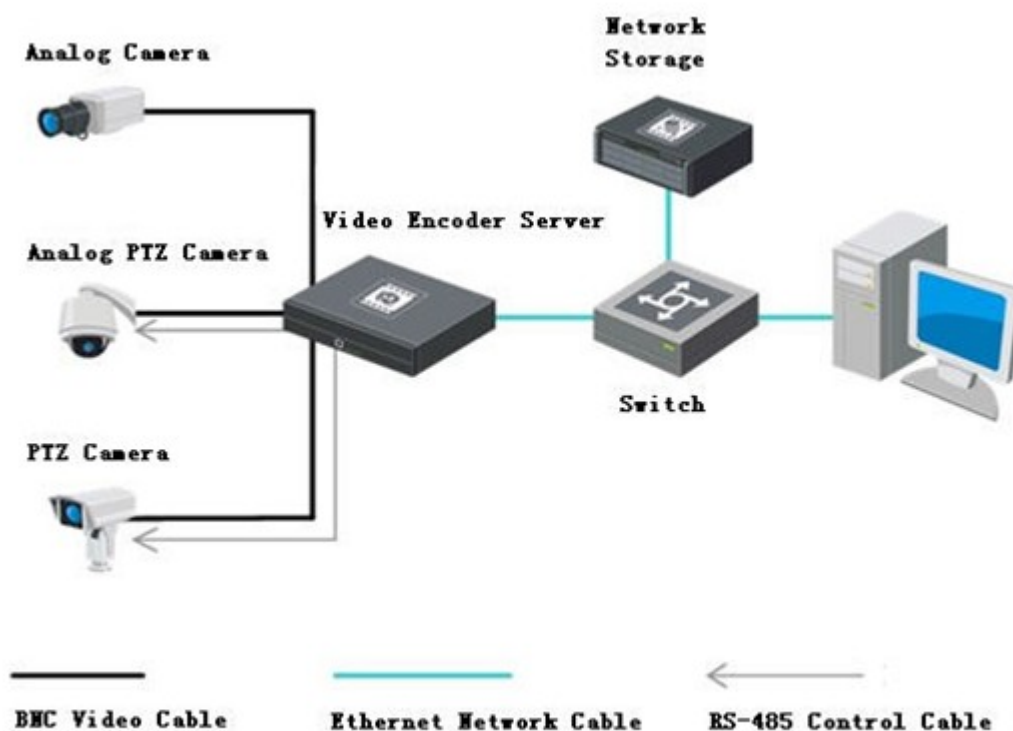 Analog Camera
Network
Storage
Video Encoder Server
Analog PTZ Camera
Switch
PTZ Camera
BNC Video Cable
Ethernet Network Cable
RS-485 Control Cable